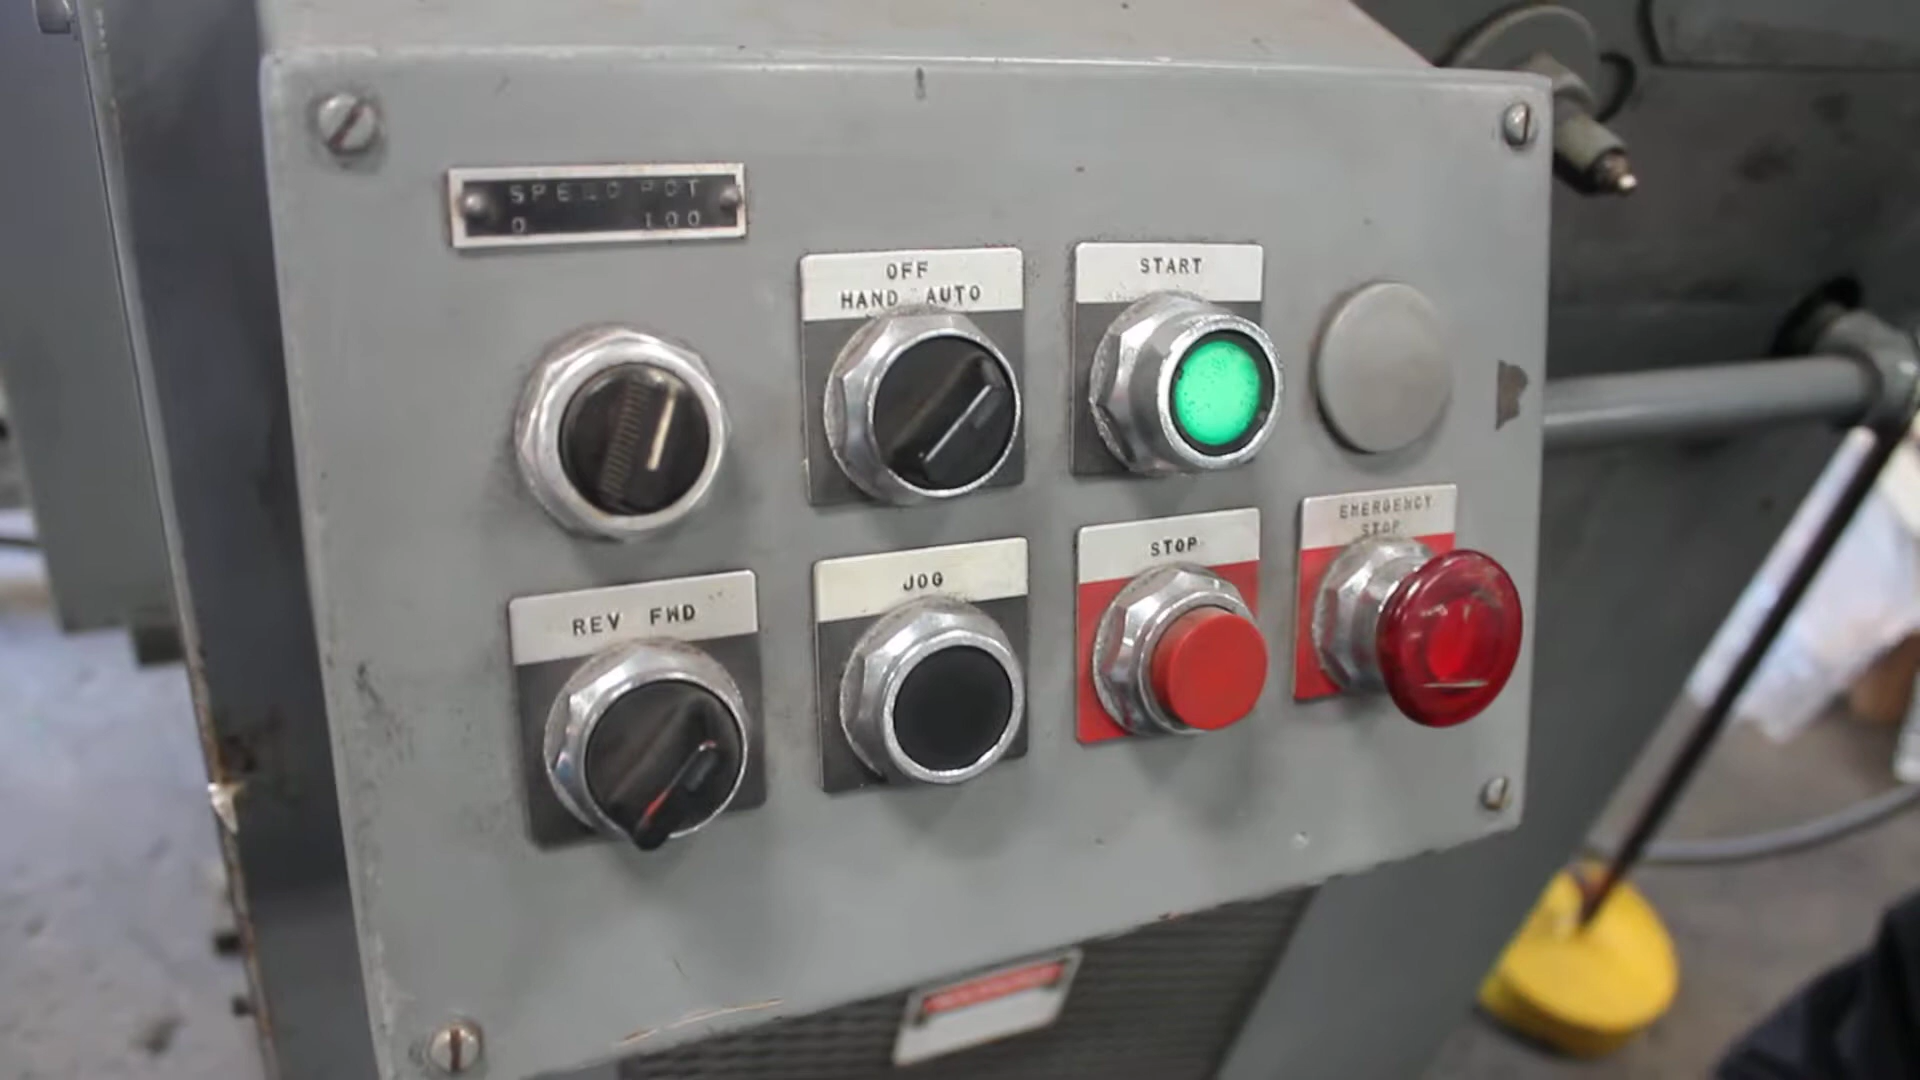 SPEED POT
0 100
OFF
HAND AUTO
START
EMERGENCY
STOP
STOP
JOG
REV FWD